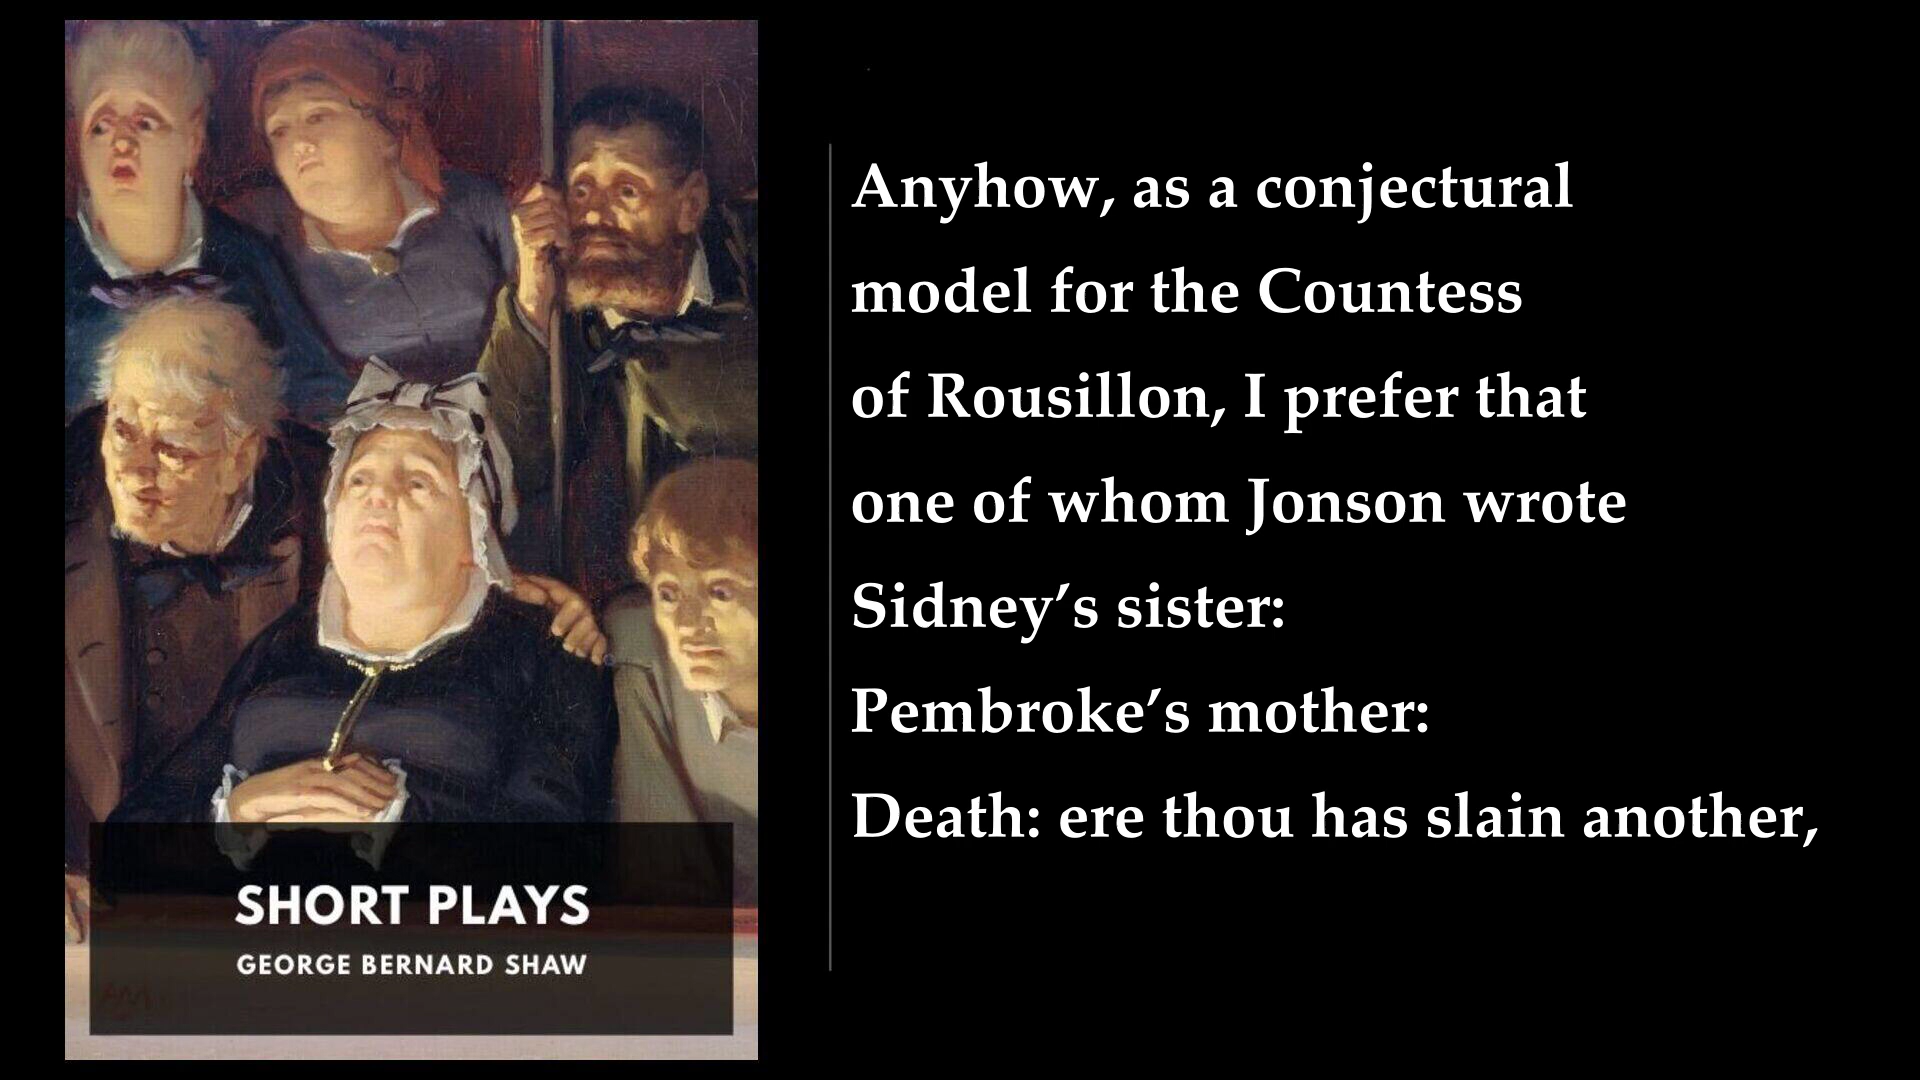 SHORT PLAYS
GEORGE BERNARD SHAW
Anyhow, as a conjectural
model for the Countess
of Rousillon, I prefer that
one of whom Jonson wrote
Sidney’s sister:
Pembroke’s mother:
Death: ere thou has slain another,